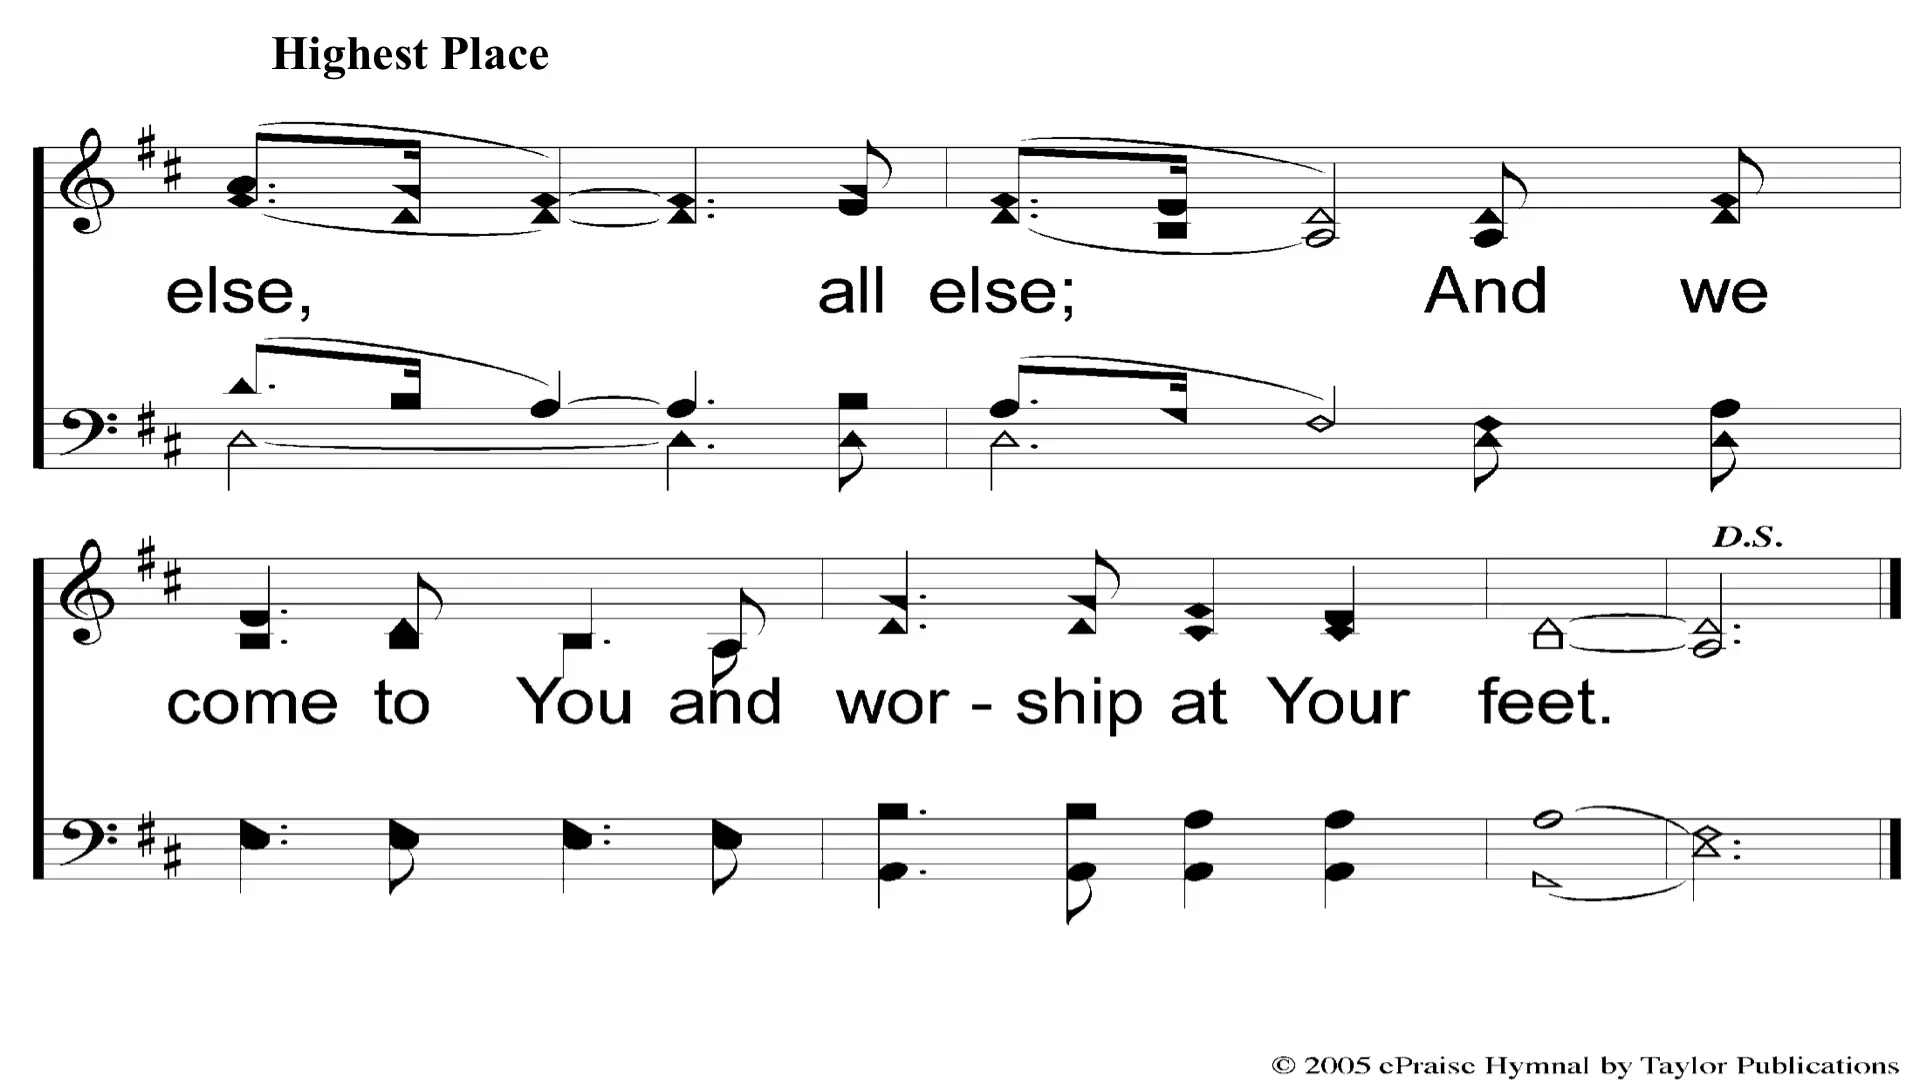 Highest Place
else, all else; And we
D.S.
come to You and wor - ship at Your feet.
© 2005 ePraise Hymnal by Taylor Publications